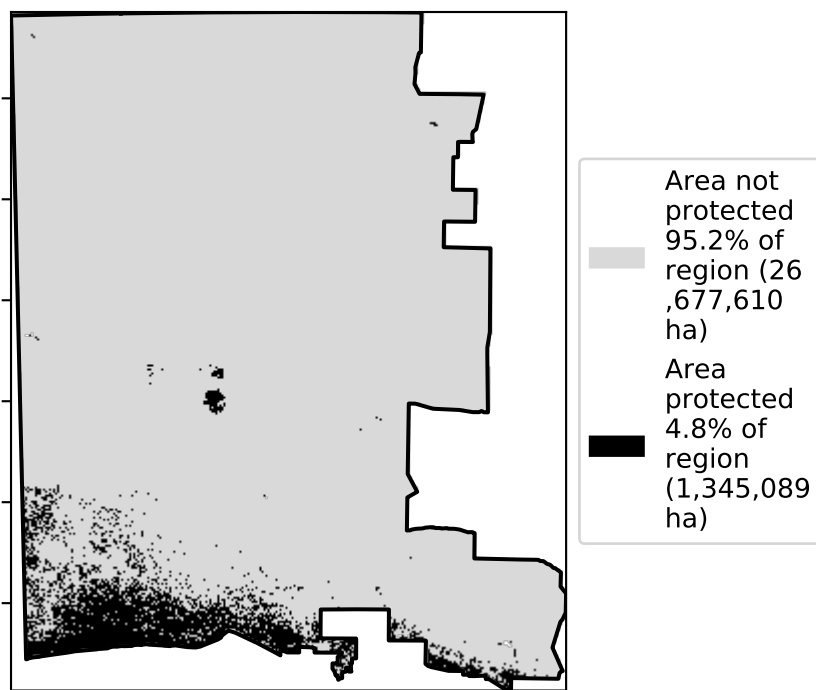 Area not
protected
95.2% of
region (26
,677,610
ha)
Area
protected
4.8% of
region
(1,345,089
ha)